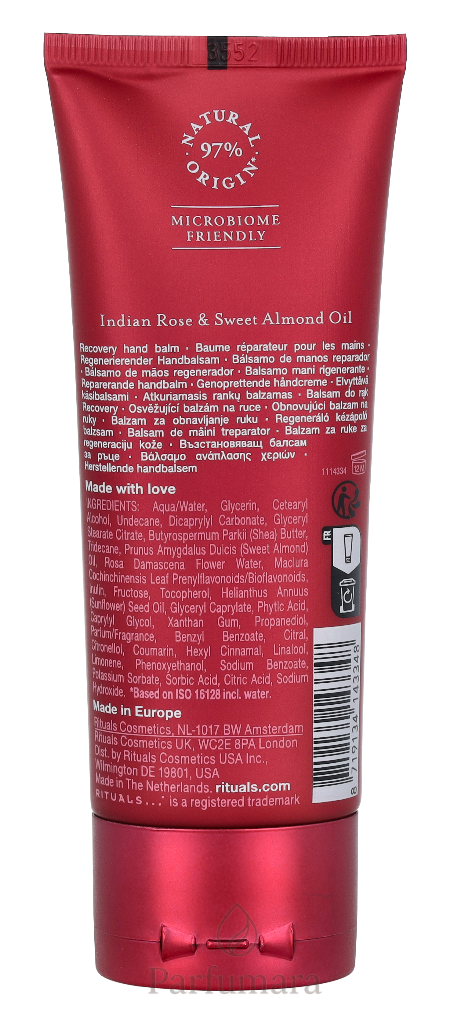 3552
NATURAL
97%
ORIGIN*
MICROBIOME
FRIENDLY
Indian Rose & Sweet Almond Oil
Recovery hand balm · Baume réparateur pour les mains ·
Regenerierender Handbalsam · Bálsamo de manos reparador
· Bálsamo de mãos regenerador · Balsamo mani rigenerante ·
Reparerande handbalm · Genoprettende håndcreme · Elvyttävä
käsibalsami · Atkuriamasis rankų balzamas · Balsam do rąk
Recovery · Osvěžující balzám na ruce · Obnovujúci balzam na
ruky · Balzam za obnavljanje ruku · Regeneráló kézápoló
balzsam · Balsam de mâini treparator · Balzam za ruke za
regeneraciju kože · Възстановяващ балсам
за ръце · Βάλσαμο ανάπλασης χεριών ·
Herstellende handbalsem
1114334
12 M
Made with love
INGREDIENTS: Aqua/Water, Glycerin, Cetearyl
Alcohol, Undecane, Dicaprylyl Carbonate, Glyceryl
Stearate Citrate, Butyrospermum Parkii (Shea) Butter,
Tridecane, Prunus Amygdalus Dulcis (Sweet Almond)
Oil, Rosa Damascena Flower Water, Maclura
Cochinchinensis Leaf Prenylflavonoids/Bioflavonoids,
Inulin, Fructose, Tocopherol, Helianthus Annuus
(Sunflower) Seed Oil, Glyceryl Caprylate, Phytic Acid,
Caprylyl Glycol, Xanthan Gum, Propanediol,
Parfum/Fragrance, Benzyl Benzoate, Citral,
Citronellol, Coumarin, Hexyl Cinnamal, Linalool,
Limonene, Phenoxyethanol, Sodium Benzoate,
Potassium Sorbate, Sorbic Acid, Citric Acid, Sodium
Hydroxide. *Based on ISO 16128 incl. water.
FR
Made in Europe
Rituals Cosmetics, NL-1017 BW Amsterdam
Rituals Cosmetics UK, WC2E 8PA London
Dist. by Rituals Cosmetics USA Inc.,
Wilmington DE 19801, USA
Made in The Netherlands. rituals.com
RITUALS...® is a registered trademark
8 719134 143348
Parfumara